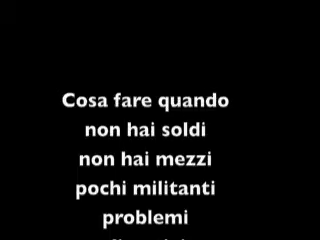 Cosa fare quando
non hai soldi
non hai mezzi
pochi militanti
problemi